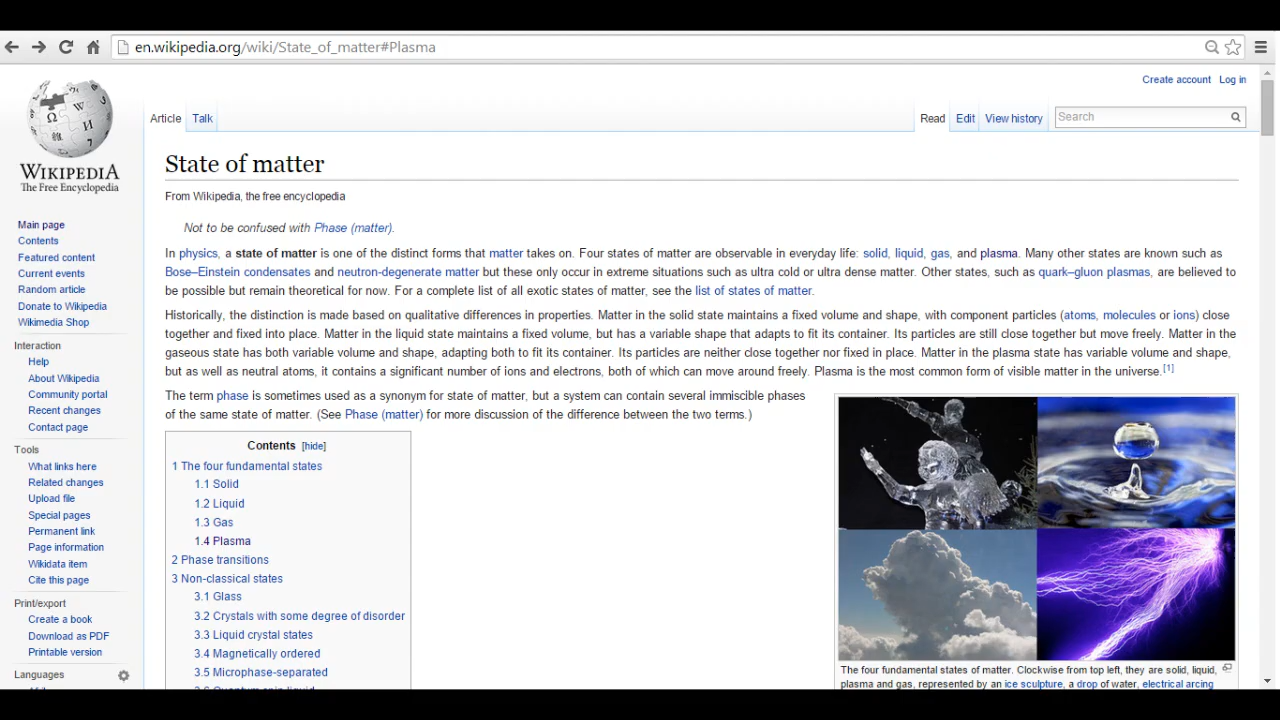 en.wikipedia.org/wiki/State_of_matter#Plasma
Create account Log in
Article Talk
Read Edit View history Search
WIKIPEDIA
The Free Encyclopedia
Main page
Contents
Featured content
Current events
Random article
Donate to Wikipedia
Wikimedia Shop
Interaction
Help
About Wikipedia
Community portal
Recent changes
Contact page
Tools
What links here
Related changes
Upload file
Special pages
Permanent link
Page information
Wikidata item
Cite this page
Print/export
Create a book
Download as PDF
Printable version
Languages
State of matter
From Wikipedia, the free encyclopedia
Not to be confused with Phase (matter).
In physics, a state of matter is one of the distinct forms that matter takes on. Four states of matter are observable in everyday life: solid, liquid, gas, and plasma. Many other states are known such as
Bose–Einstein condensates and neutron-degenerate matter but these only occur in extreme situations such as ultra cold or ultra dense matter. Other states, such as quark–gluon plasmas, are believed to
be possible but remain theoretical for now. For a complete list of all exotic states of matter, see the list of states of matter.
Historically, the distinction is made based on qualitative differences in properties. Matter in the solid state maintains a fixed volume and shape, with component particles (atoms, molecules or ions) close
together and fixed into place. Matter in the liquid state maintains a fixed volume, but has a variable shape that adapts to fit its container. Its particles are still close together but move freely. Matter in the
gaseous state has both variable volume and shape, adapting both to fit its container. Its particles are neither close together nor fixed in place. Matter in the plasma state has variable volume and shape,
but as well as neutral atoms, it contains a significant number of ions and electrons, both of which can move around freely. Plasma is the most common form of visible matter in the universe.[1]
The term phase is sometimes used as a synonym for state of matter, but a system can contain several immiscible phases
of the same state of matter. (See Phase (matter) for more discussion of the difference between the two terms.)
Contents [hide]
1 The four fundamental states
1.1 Solid
1.2 Liquid
1.3 Gas
1.4 Plasma
2 Phase transitions
3 Non-classical states
3.1 Glass
3.2 Crystals with some degree of disorder
3.3 Liquid crystal states
3.4 Magnetically ordered
3.5 Microphase-separated
The four fundamental states of matter. Clockwise from top left, they are solid, liquid,
plasma and gas, represented by an ice sculpture, a drop of water, electrical arcing